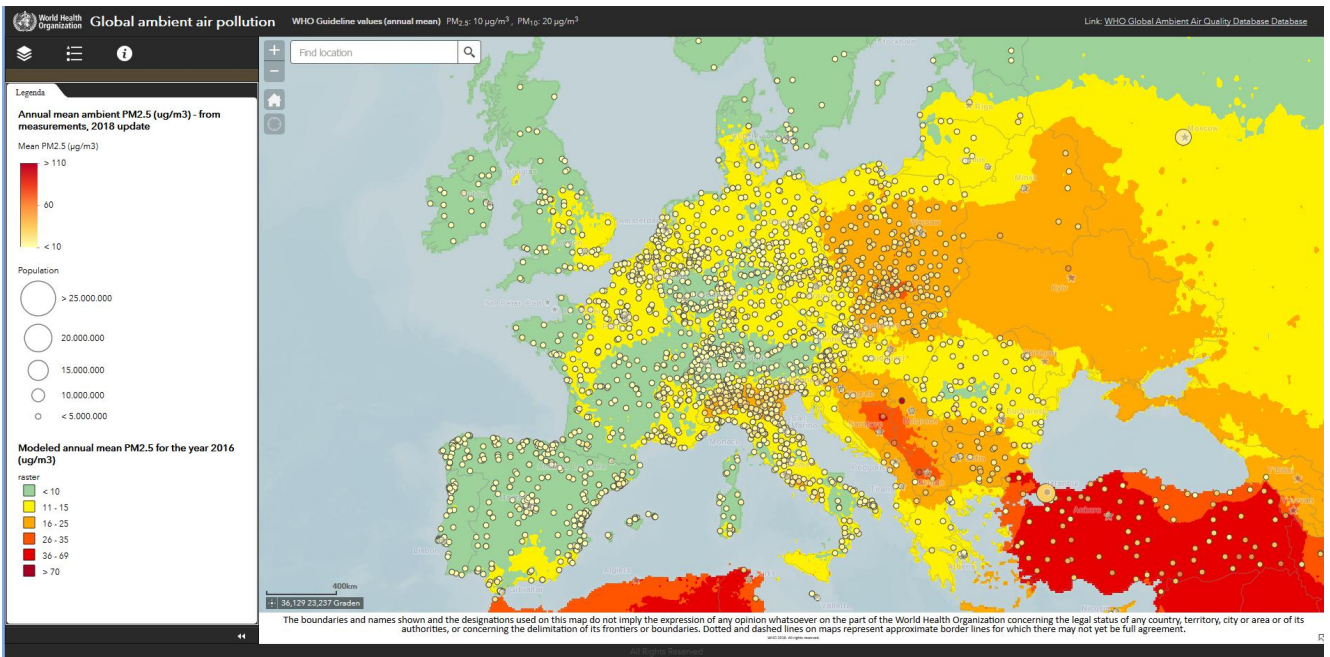 World Health
Organization
Global ambient air pollution
WHO Guideline values (annual mean) PM2.5: 10 µg/m³ , PM10: 20 µg/m³
Link: WHO Global Ambient Air Quality Database Database
Find location
Legenda
Annual mean ambient PM2.5 (ug/m3) - from
measurements, 2018 update
Mean PM2.5 (µg/m)
> 110
60
< 10
Population
> 25.000.000
20.000.000
15.000.000
10.000.000
< 5.000.000
Modeled annual mean PM2.5 for the year 2016
(ug/m3)
raster
< 10
11 - 15
16 - 25
26 - 35
36 - 69
> 70
Riga
Moscow
Minsk
Warsaw
Kyiv
Ankara
400km
36,129 23,237 Graden
The boundaries and names shown and the designations used on this map do not imply the expression of any opinion whatsoever on the part of the World Health Organization concerning the legal status of any country, territory, city or area or of its
authorities, or concerning the delimitation of its frontiers or boundaries. Dotted and dashed lines on maps represent approximate border lines for which there may not yet be full agreement.
WHO 2018. All rights reserved.
All Rights Reserved